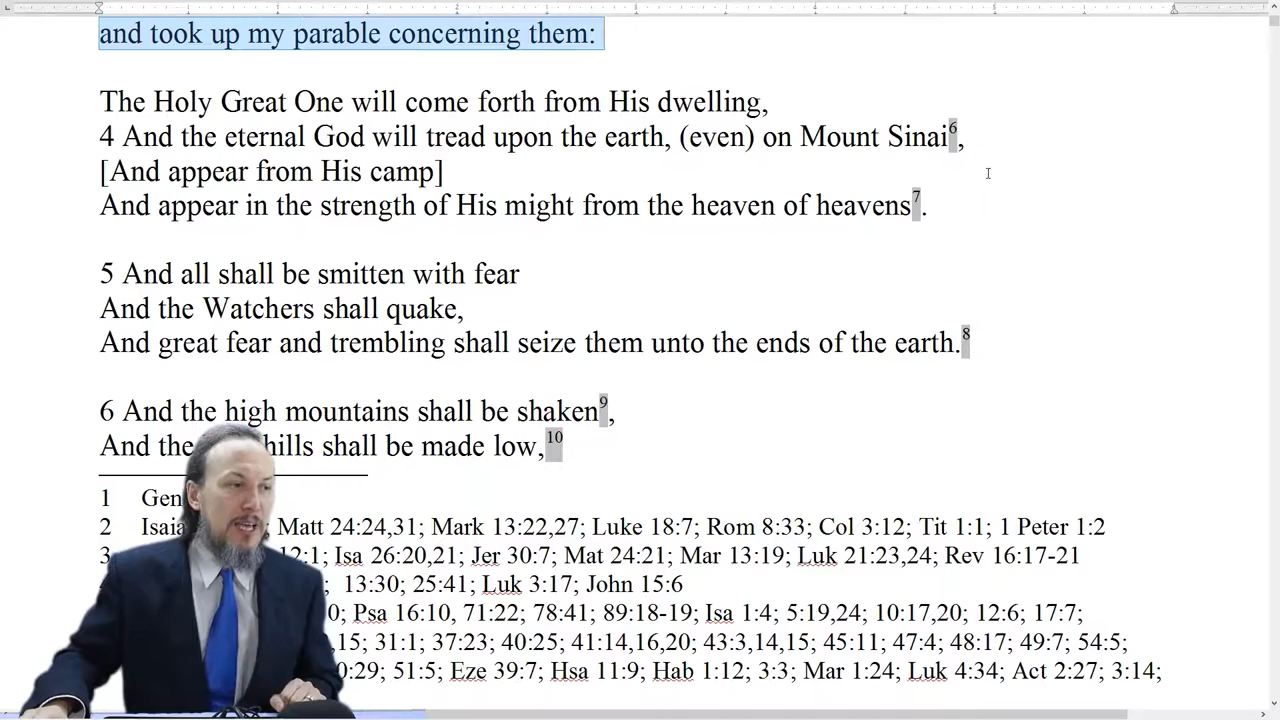 and took up my parable concerning them:
The Holy Great One will come forth from His dwelling,
4 And the eternal God will tread upon the earth, (even) on Mount Sinai6,
[And appear from His camp]
And appear in the strength of His might from the heaven of heavens7.
5 And all shall be smitten with fear
And the Watchers shall quake,
And great fear and trembling shall seize them unto the ends of the earth.8
6 And the high mountains shall be shaken9,
And the hills shall be made low,10
1 Gen
2 Isaia ; Matt 24:24,31; Mark 13:22,27; Luke 18:7; Rom 8:33; Col 3:12; Tit 1:1; 1 Peter 1:2
3 12:1; Isa 26:20,21; Jer 30:7; Mat 24:21; Mar 13:19; Luk 21:23,24; Rev 16:17-21
; 13:30; 25:41; Luk 3:17; John 15:6
0; Psa 16:10, 71:22; 78:41; 89:18-19; Isa 1:4; 5:19,24; 10:17,20; 12:6; 17:7;
,15; 31:1; 37:23; 40:25; 41:14,16,20; 43:3,14,15; 45:11; 47:4; 48:17; 49:7; 54:5;
0:29; 51:5; Eze 39:7; Hsa 11:9; Hab 1:12; 3:3; Mar 1:24; Luk 4:34; Act 2:27; 3:14;